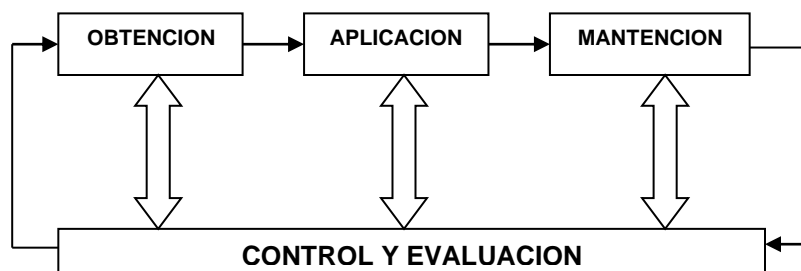 OBTENCION
APLICACION
MANTENCION
CONTROL Y EVALUACION